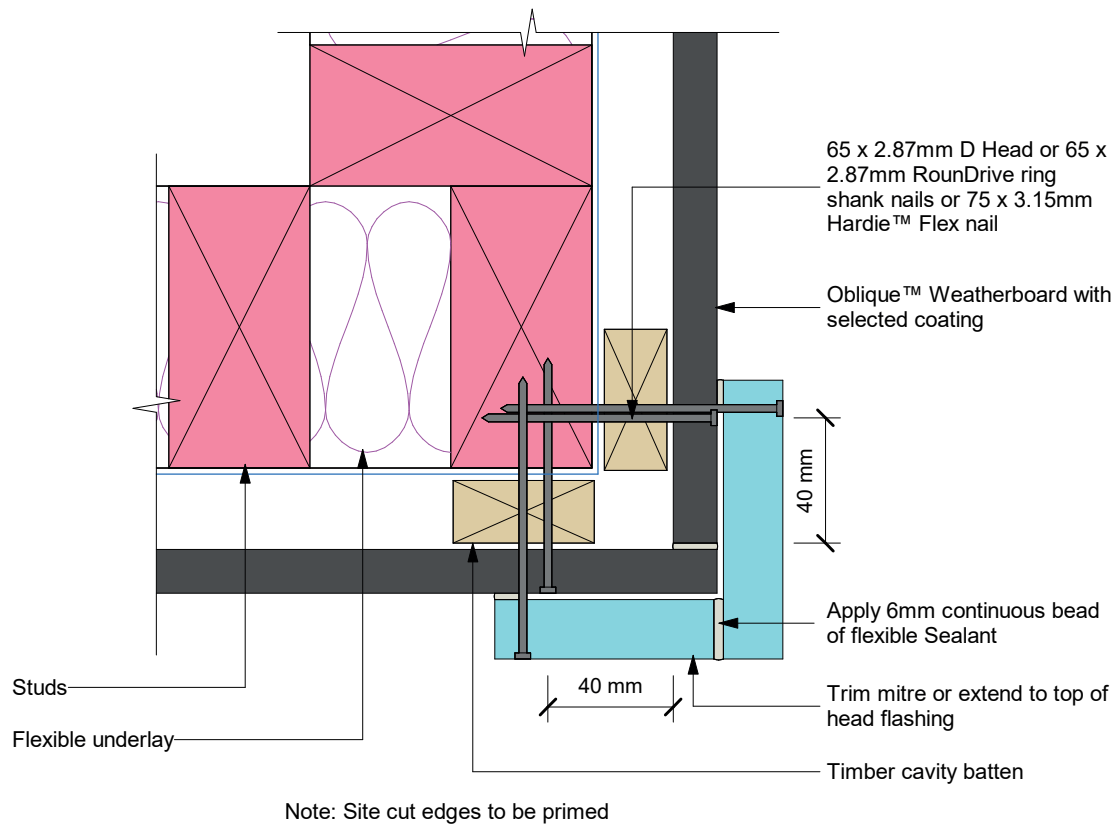 65 x 2.87mm D Head or 65 x
2.87mm RounDrive ring
shank nails or 75 x 3.15mm
Hardie™ Flex nail
Oblique™ Weatherboard with
selected coating
40 mm
Apply 6mm continuous bead
of flexible Sealant
Studs
40 mm
Trim mitre or extend to top of
head flashing
Flexible underlay
Timber cavity batten
Note: Site cut edges to be primed